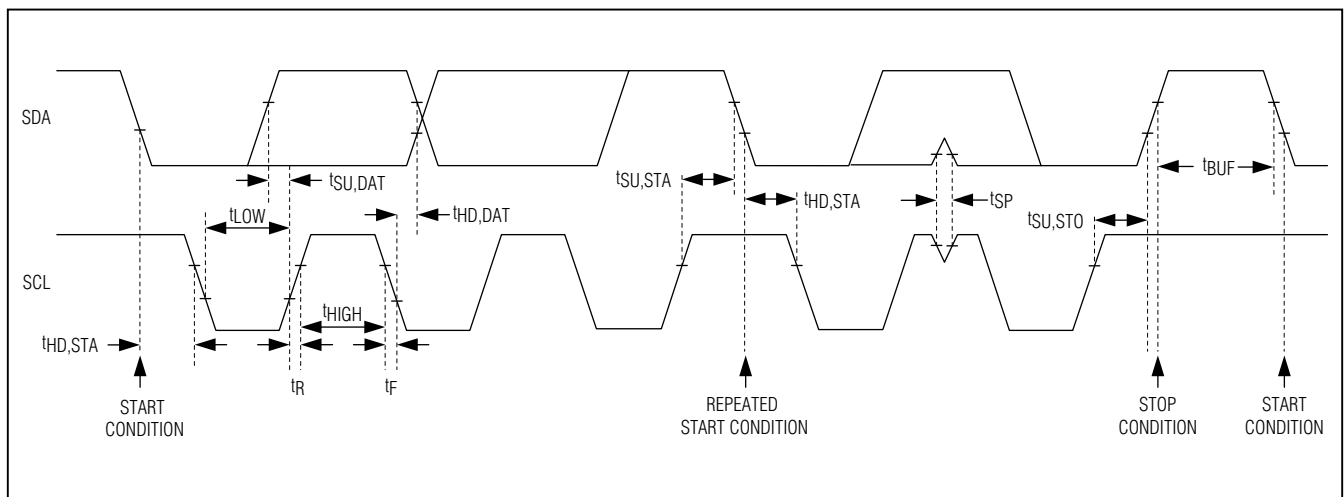 SDA
tSU,DAT
tLOW
tHD,DAT
tSU,STA
tHD,STA
tSP
tBUF
tSU,STO
SCL
tHIGH
tHD,STA
tR
tF
START
CONDITION
REPEATED
START CONDITION
STOP
CONDITION
START
CONDITION